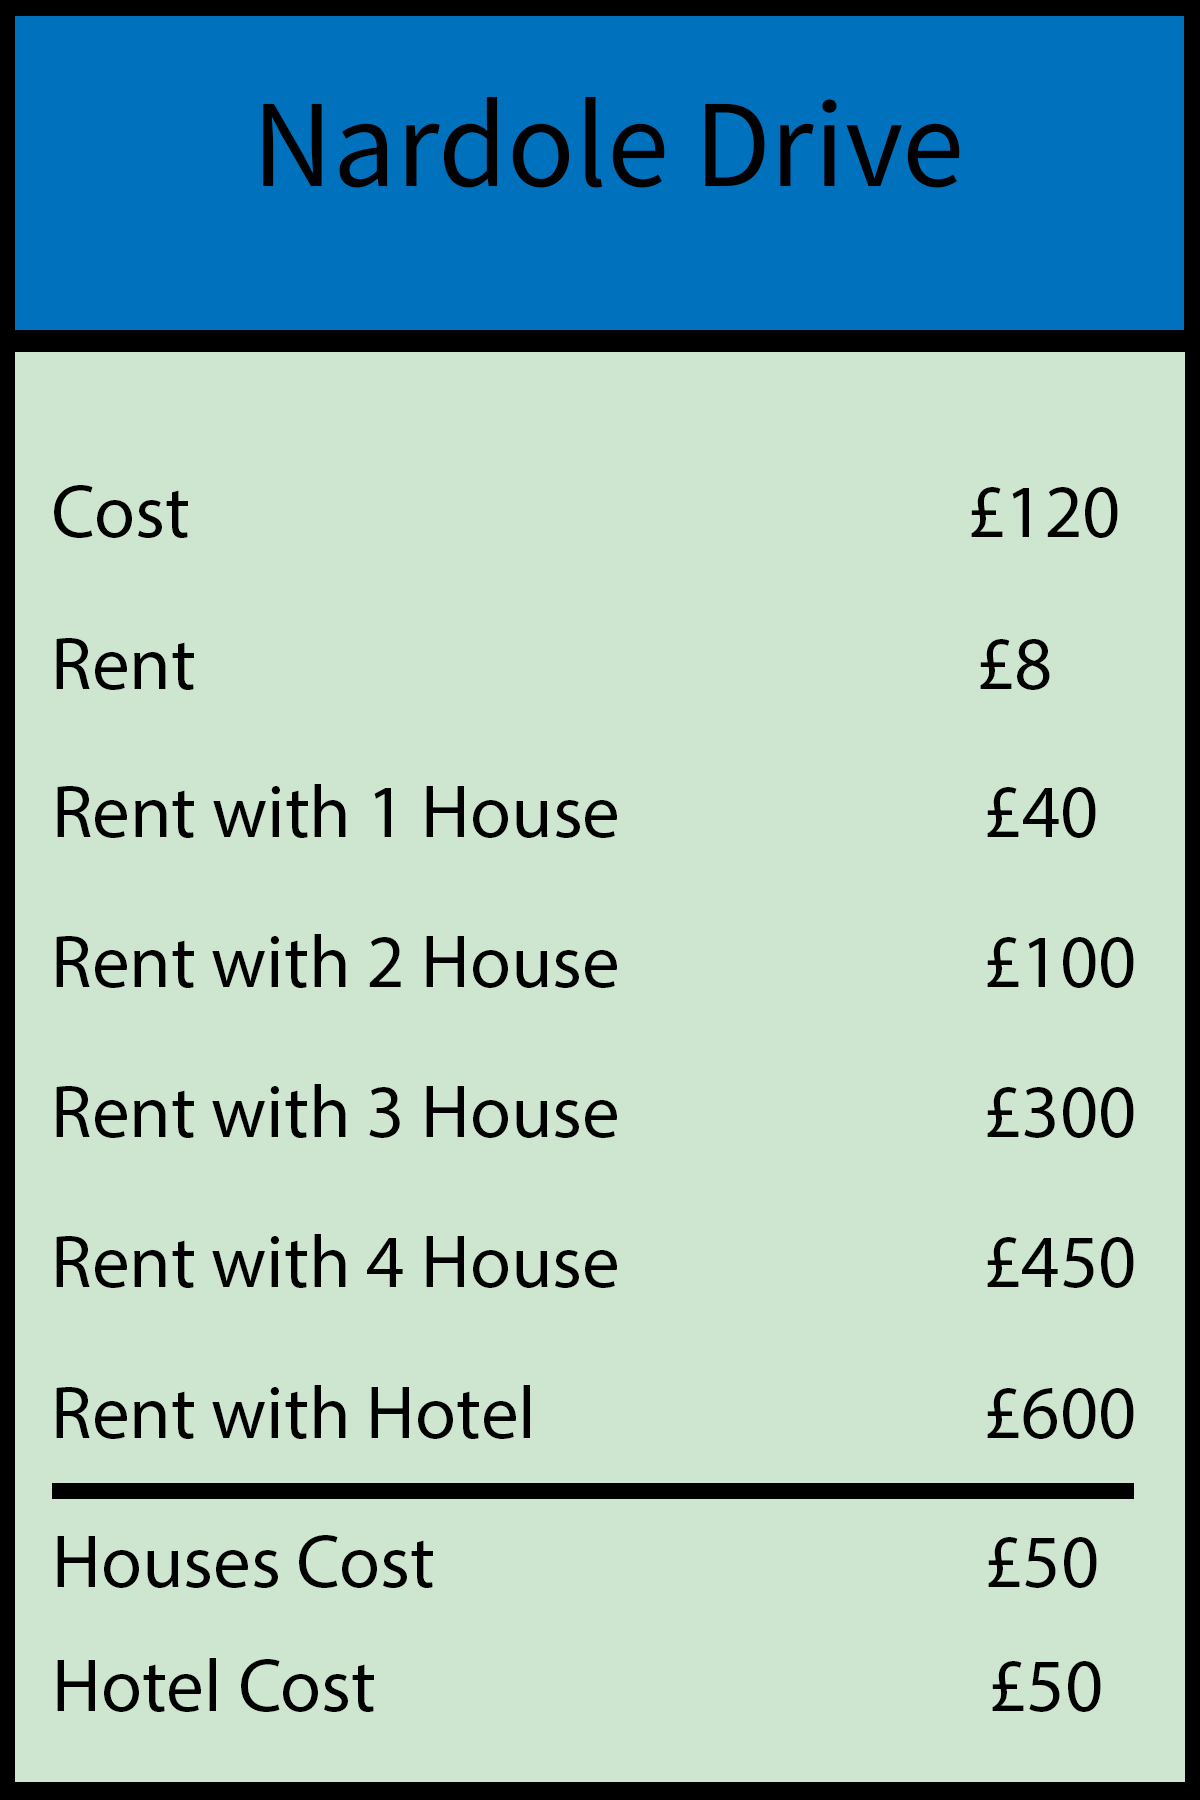 Nardole Drive
Cost £120
Rent £8
Rent with 1 House £40
Rent with 2 House £100
Rent with 3 House £300
Rent with 4 House £450
Rent with Hotel £600
Houses Cost £50
Hotel Cost £50